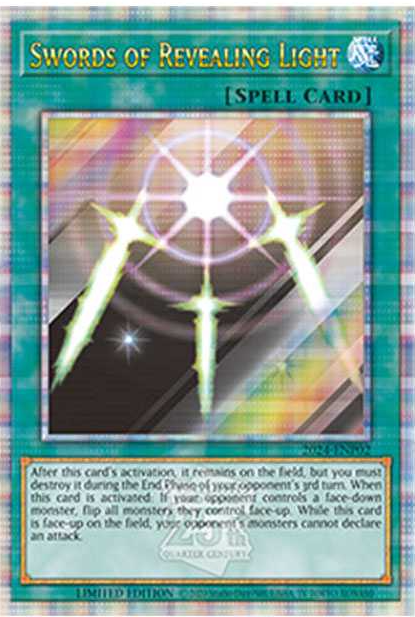 SWORDS OF REVEALING LIGHT
[SPELL CARD]
After this card's activation, it remains on the field, but you must
destroy it during the End Phase of your opponent's 3rd turn. When
this card is activated: If your opponent controls a face-down
monster, flip all monsters they control face-up. While this card
is face-up on the field, your opponent's monsters cannot declare
an attack.
25th
QUARTER CENTURY
LIMITED EDITION